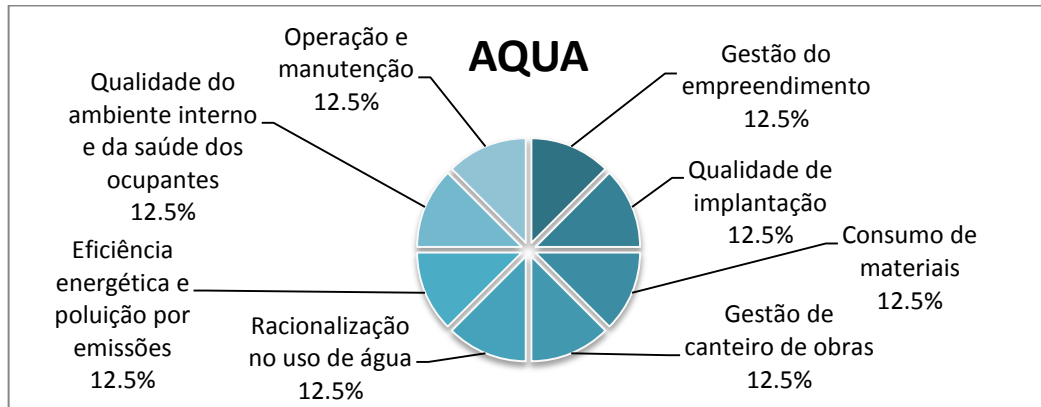 AQUA
Gestão do
empreendimento
12.5%
Qualidade de
implantação
12.5%
Consumo de
materiais
12.5%
Gestão de
canteiro de obras
12.5%
Racionalização
no uso de água
12.5%
Eficiência
energética e
poluição por
emissões
12.5%
Qualidade do
ambiente interno
e da saúde dos
ocupantes
12.5%
Operação e
manutenção
12.5%